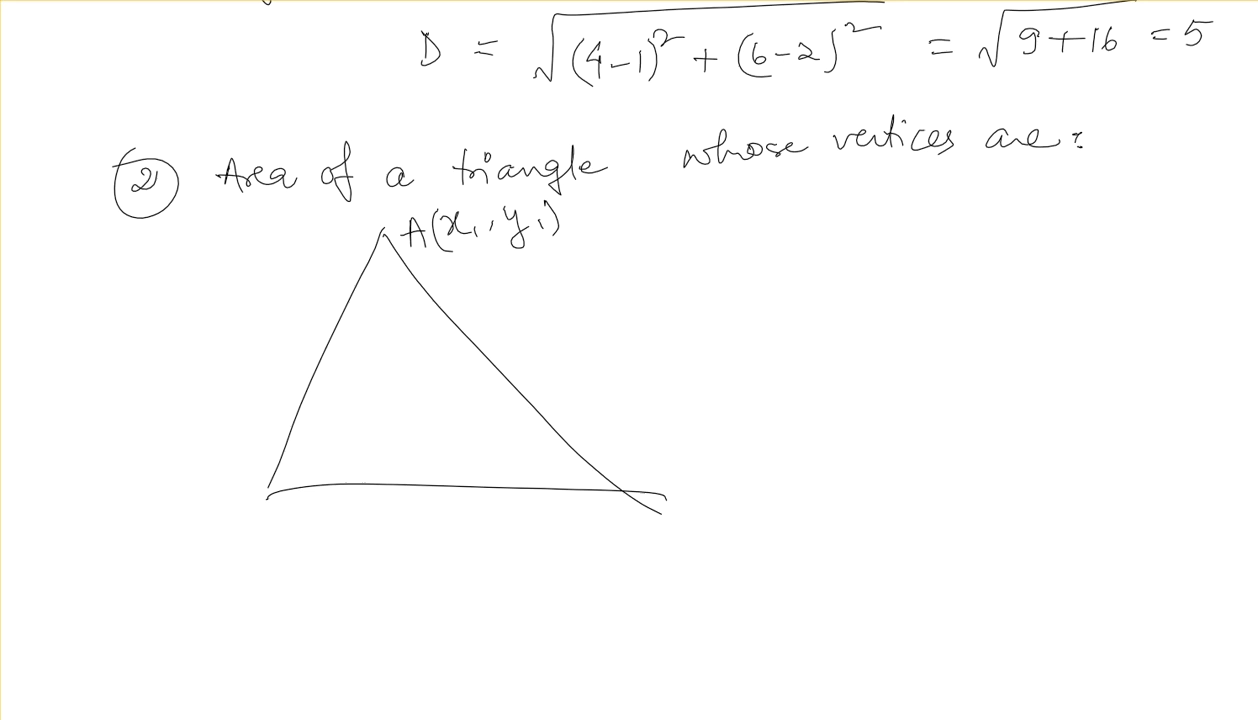 D = √(4-1)² + (6-2)² = √9+16 = 5
② Area of a triangle whose vertices are:
A(x₁, y₁)